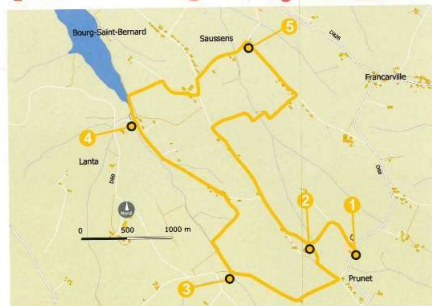 Bourg-Saint-Bernard
Saussens
5
Francarville
4
Lanta
Nord
0 500 1000 m
2
1
3
Prunet